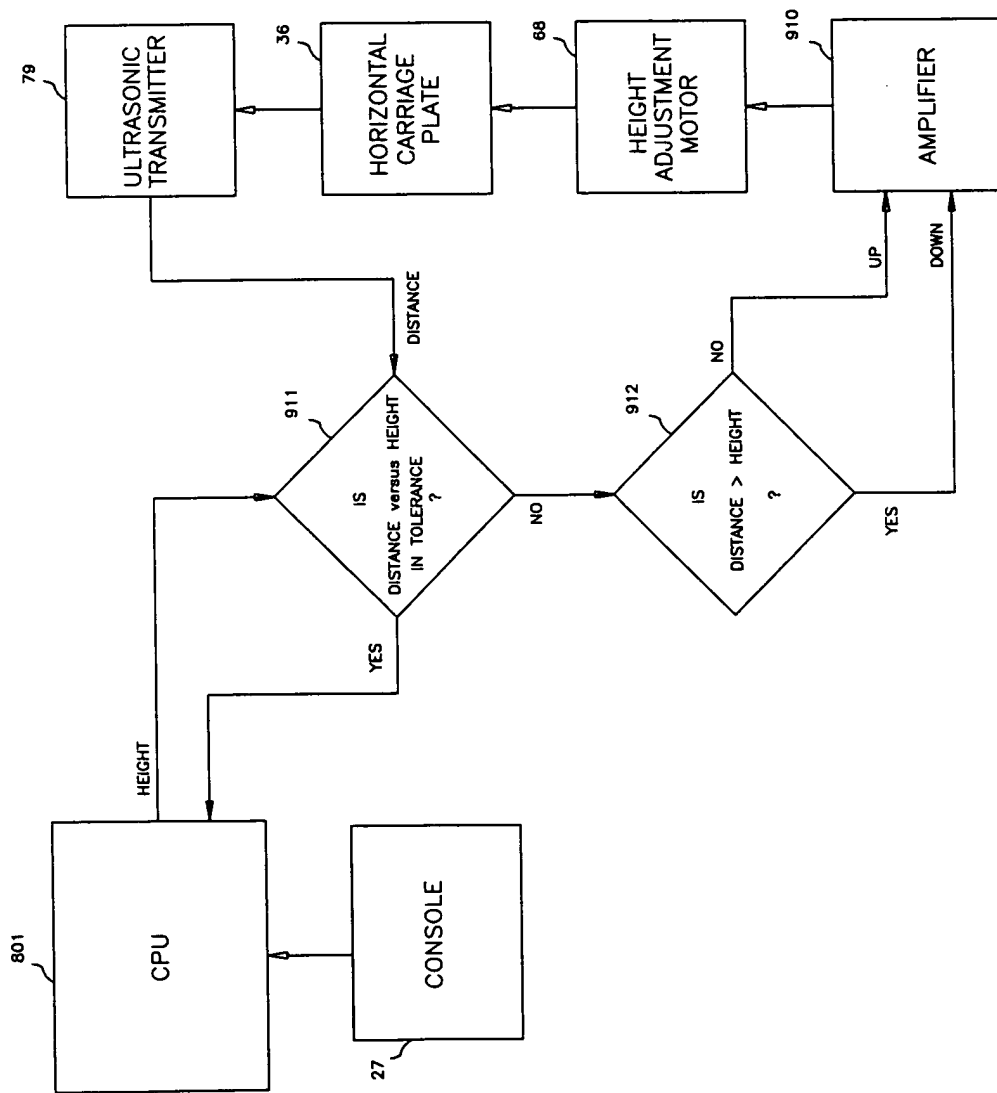 801
CPU
27
CONSOLE
HEIGHT
YES
911
IS
DISTANCE versus HEIGHT
IN TOLERANCE
?
NO
DISTANCE
912
IS
DISTANCE > HEIGHT
?
NO
YES
UP
DOWN
79
ULTRASONIC
TRANSMITTER
36
HORIZONTAL
CARRIAGE
PLATE
68
HEIGHT
ADJUSTMENT
MOTOR
910
AMPLIFIER